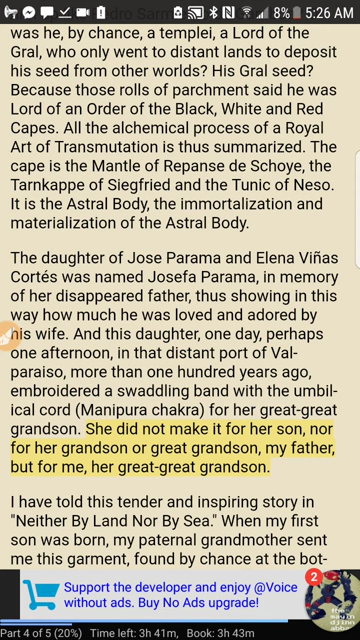 8% 5:26 AM
was he, by chance, a templei, a Lord of the
Gral, who only went to distant lands to deposit
his seed from other worlds? His Gral seed?
Because those rolls of parchment said he was
Lord of an Order of the Black, White and Red
Capes. All the alchemical process of a Royal
Art of Transmutation is thus summarized. The
cape is the Mantle of Repanse de Schoye, the
Tarnkappe of Siegfried and the Tunic of Neso.
It is the Astral Body, the immortalization and
materialization of the Astral Body.
The daughter of Jose Parama and Elena Viñas
Cortés was named Josefa Parama, in memory
of her disappeared father, thus showing in this
way how much he was loved and adored by
his wife. And this daughter, one day, perhaps
one afternoon, in that distant port of Val-
paraiso, more than one hundred years ago,
embroidered a swaddling band with the umbil-
ical cord (Manipura chakra) for her great-great
grandson. She did not make it for her son, nor
for her grandson or great grandson, my father,
but for me, her great-great grandson.
I have told this tender and inspiring story in
"Neither By Land Nor By Sea." When my first
son was born, my paternal grandmother sent
me this garment, found by chance at the bot-
2
Support the developer and enjoy @Voice
without ads. Buy No Ads upgrade!
Part 4 of 5 (20%) Time left: 3h 41m, Book: 3h 43m